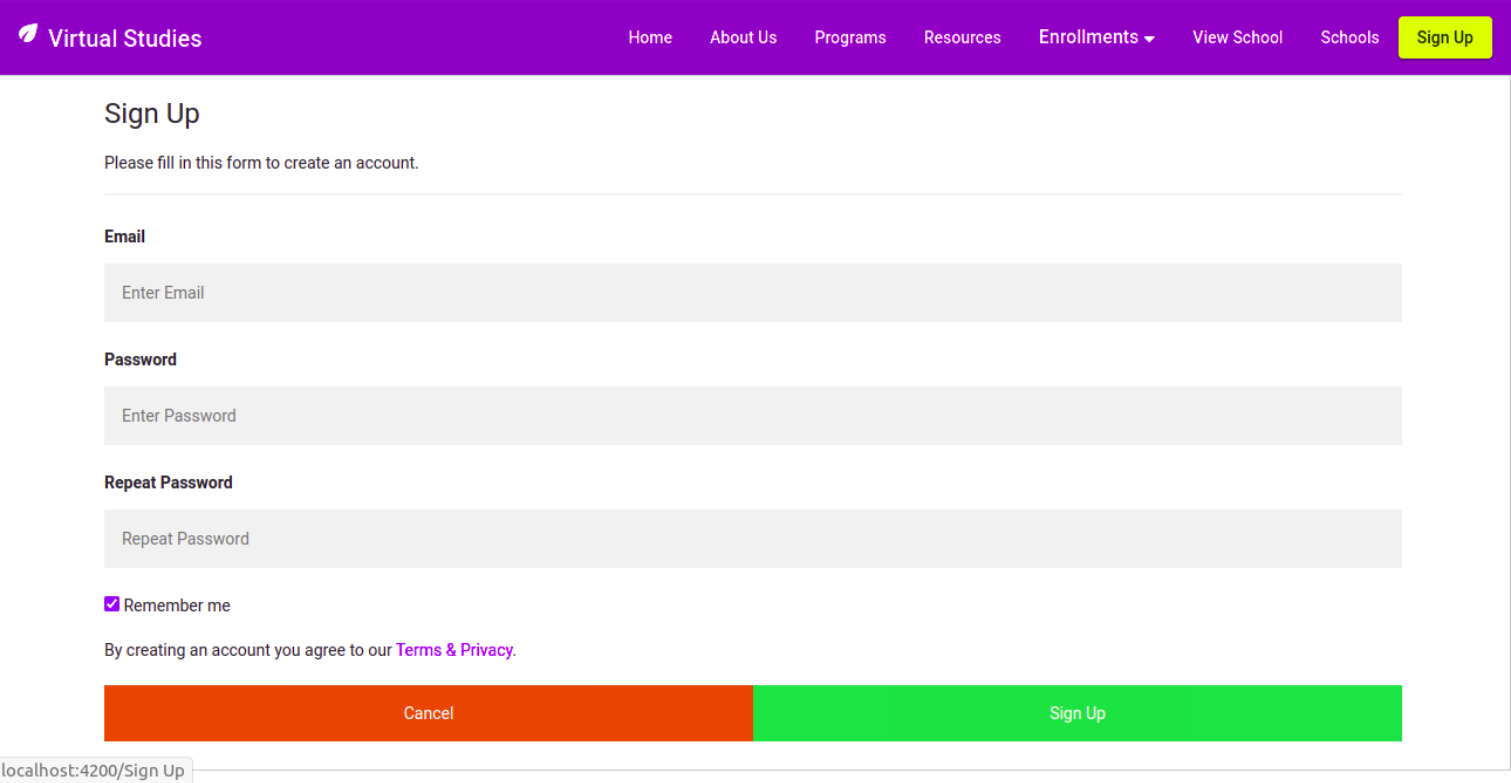 Virtual Studies Home About Us Programs Resources Enrollments View School Schools Sign Up
Sign Up
Please fill in this form to create an account.
Email
Enter Email
Password
Enter Password
Repeat Password
Repeat Password
Remember me
By creating an account you agree to our Terms & Privacy.
Cancel Sign Up
localhost:4200/Sign Up